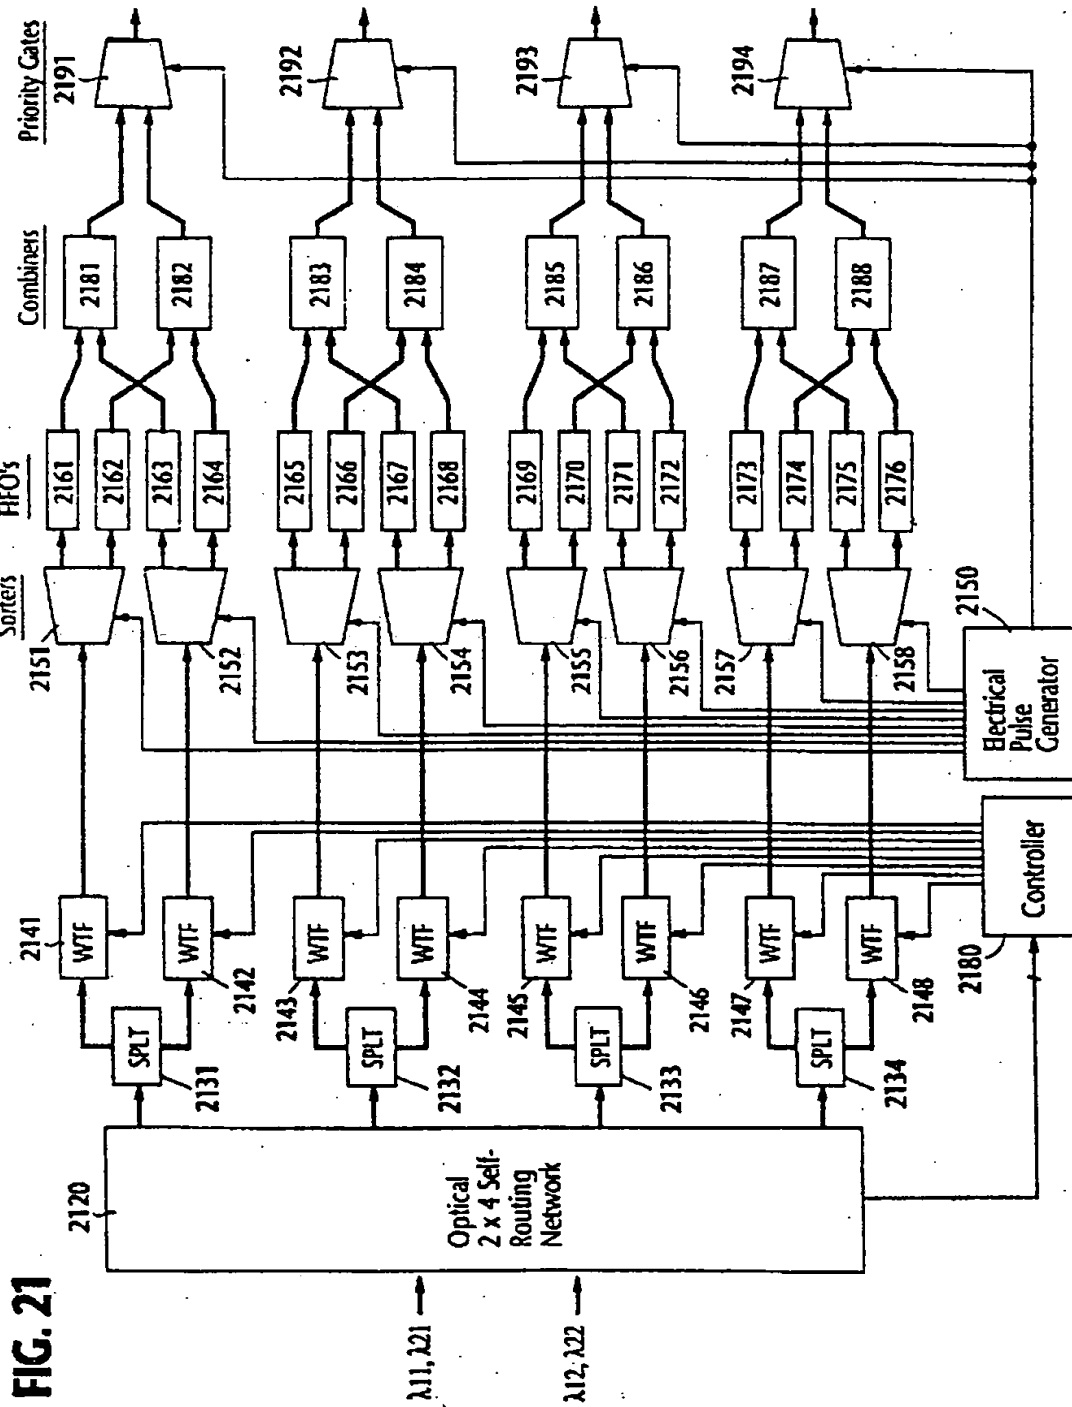 FIG. 21
λ11, λ21
λ12, λ22
2120
Optical
2 x 4 Self-
Routing
Network
SPLT
2131
SPLT
2132
SPLT
2133
SPLT
2134
2141
WTF
WTF
2142
2143
WTF
WTF
2144
2145
WTF
WTF
2146
2147
WTF
WTF
2148
2180
Controller
2150
Electrical
Pulse
Generator
Sorters
2151
2152
2153
2154
2155
2156
2157
2158
FIFO's
2161
2162
2163
2164
2165
2166
2167
2168
2169
2170
2171
2172
2173
2174
2175
2176
Combiners
2181
2182
2183
2184
2185
2186
2187
2188
Priority Gates
2191
2192
2193
2194